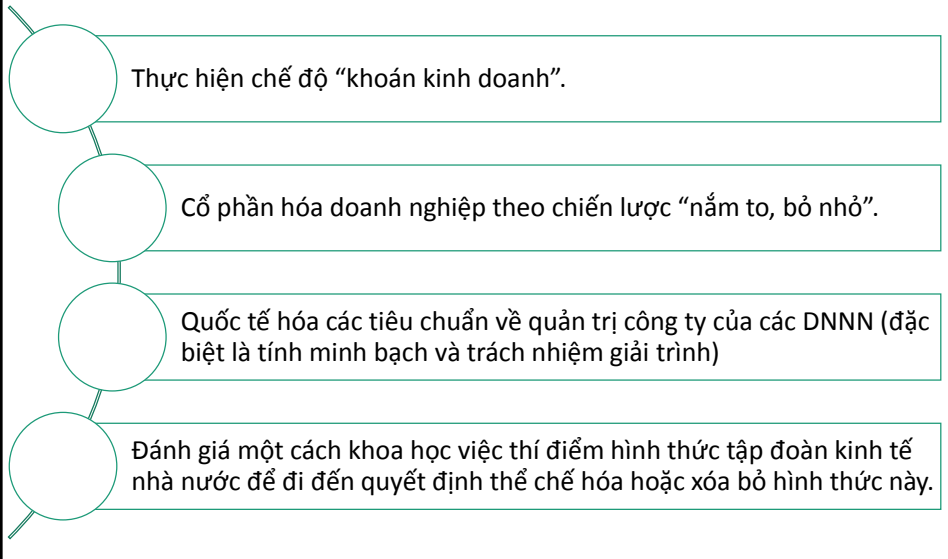 Thực hiện chế độ “khoán kinh doanh”.
Cổ phần hóa doanh nghiệp theo chiến lược “nắm to, bỏ nhỏ”.
Quốc tế hóa các tiêu chuẩn về quản trị công ty của các DNNN (đặc
biệt là tính minh bạch và trách nhiệm giải trình)
Đánh giá một cách khoa học việc thí điểm hình thức tập đoàn kinh tế
nhà nước để đi đến quyết định thể chế hóa hoặc xóa bỏ hình thức này.